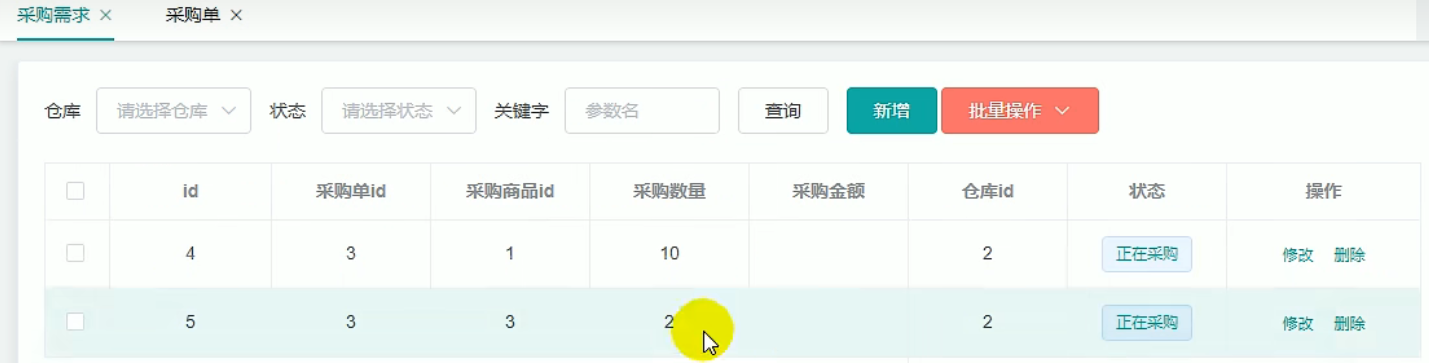 采购需求 × 采购单 ×
仓库 请选择仓库 状态 请选择状态 关键字 参数名 查询 新增 批量操作
id 采购单id 采购商品id 采购数量 采购金额 仓库id 状态 操作
4 3 1 10 2 正在采购 修改 删除
5 3 3 2 2 正在采购 修改 删除